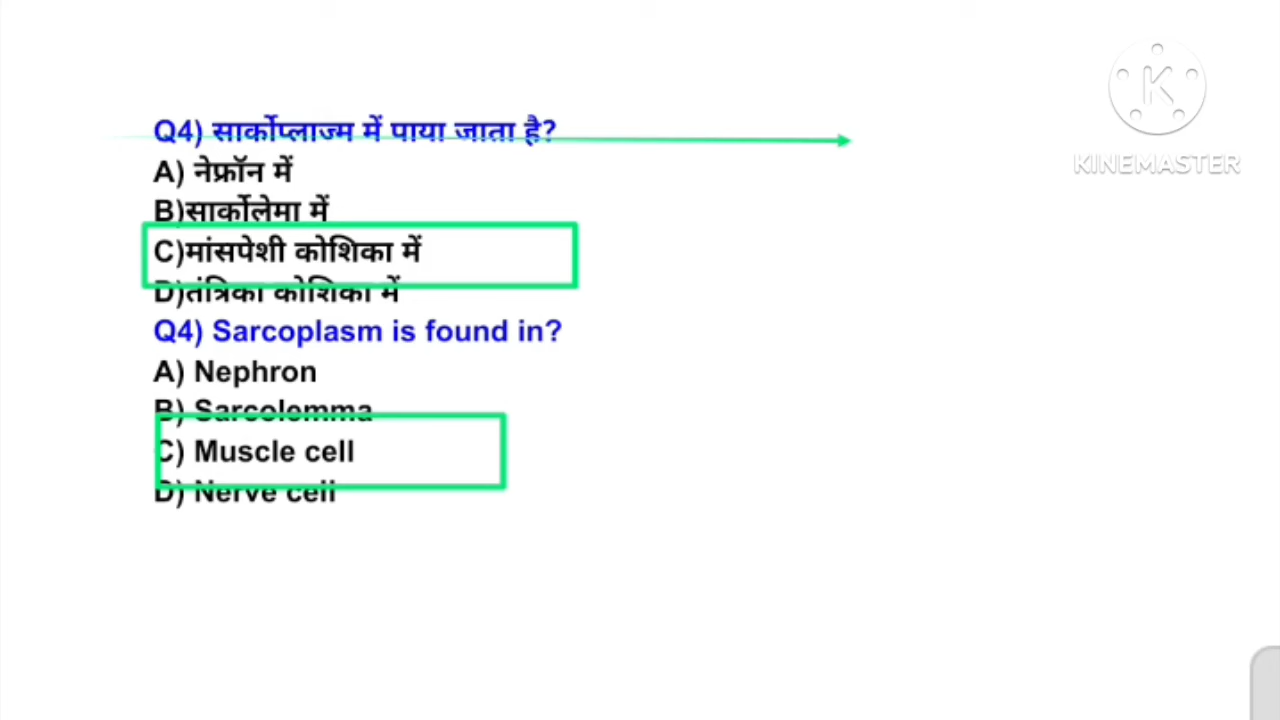 Q4) सार्कोप्लाज्म में पाया जाता है?
A) नेफ्रॉन में
B)सार्कोलेमा में
C)मांसपेशी कोशिका में
D)तंत्रिका कोशिका में
Q4) Sarcoplasm is found in?
A) Nephron
B) Sarcolemma
C) Muscle cell
D) Nerve cell
K
KINEMASTER